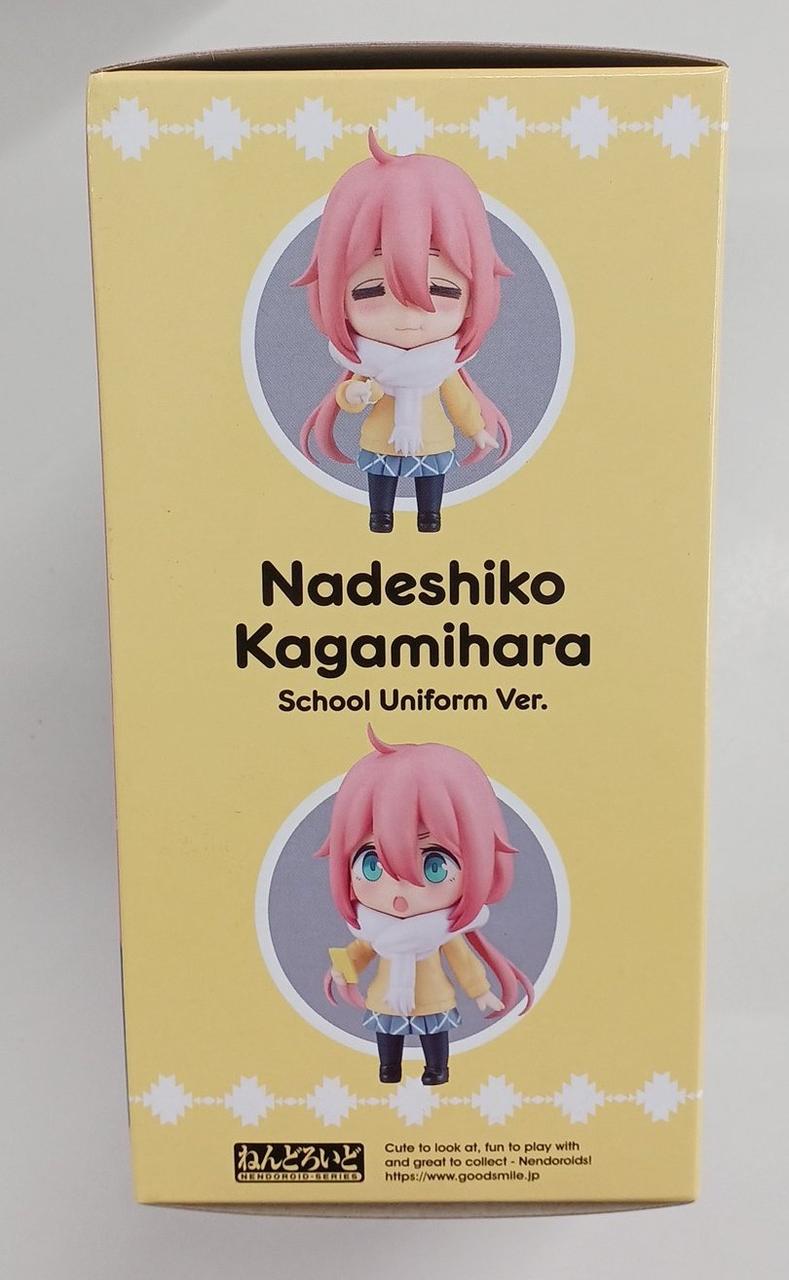 Nadeshiko
Kagamihara
School Uniform Ver.
ねんどろいど
NENDOROID-SERIES
Cute to look at, fun to play with
and great to collect - Nendoroids!
https://www.goodsmile.jp